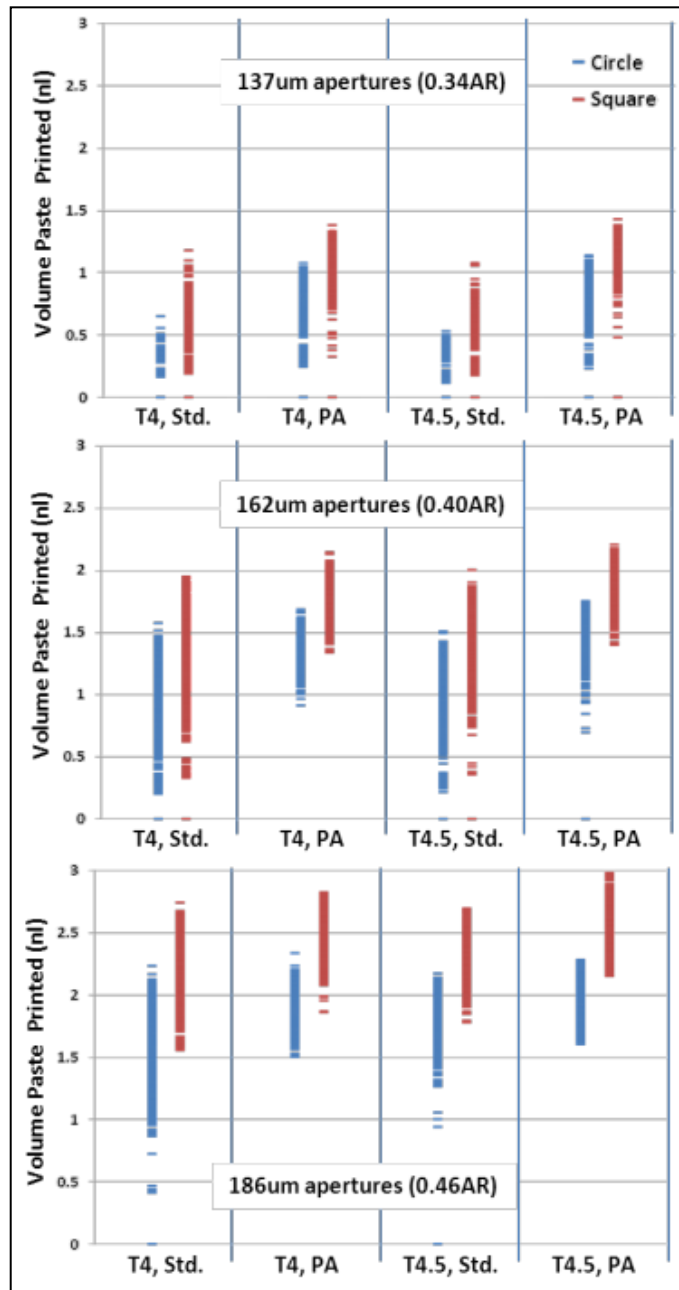 3
137um apertures (0.34AR)
Circle
Square
2.5
2
1.5
1
0.5
0
Volume Paste Printed (nl)
T4, Std. T4, PA T4.5, Std. T4.5, PA
3
162um apertures (0.40AR)
2.5
2
1.5
1
0.5
0
Volume Paste Printed (nl)
T4, Std. T4, PA T4.5, Std. T4.5, PA
3
2.5
2
1.5
1
0.5
0
Volume Paste Printed (nl)
186um apertures (0.46AR)
T4, Std. T4, PA T4.5, Std. T4.5, PA